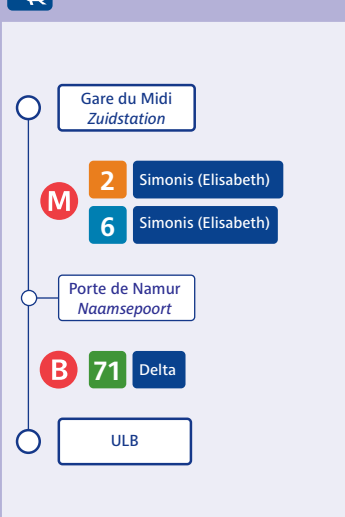 Gare du Midi
Zuidstation
M
2 Simonis (Elisabeth)
6 Simonis (Elisabeth)
Porte de Namur
Naamsepoort
B 71 Delta
ULB